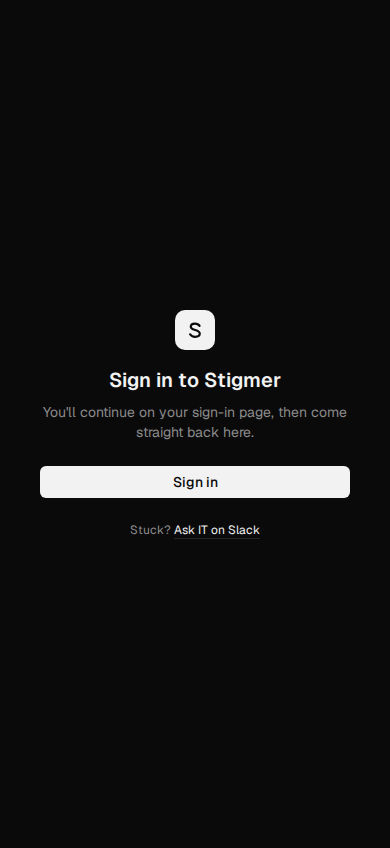 S
Sign in to Stigmer
You'll continue on your sign-in page, then come
straight back here.
Sign in
Stuck? Ask IT on Slack